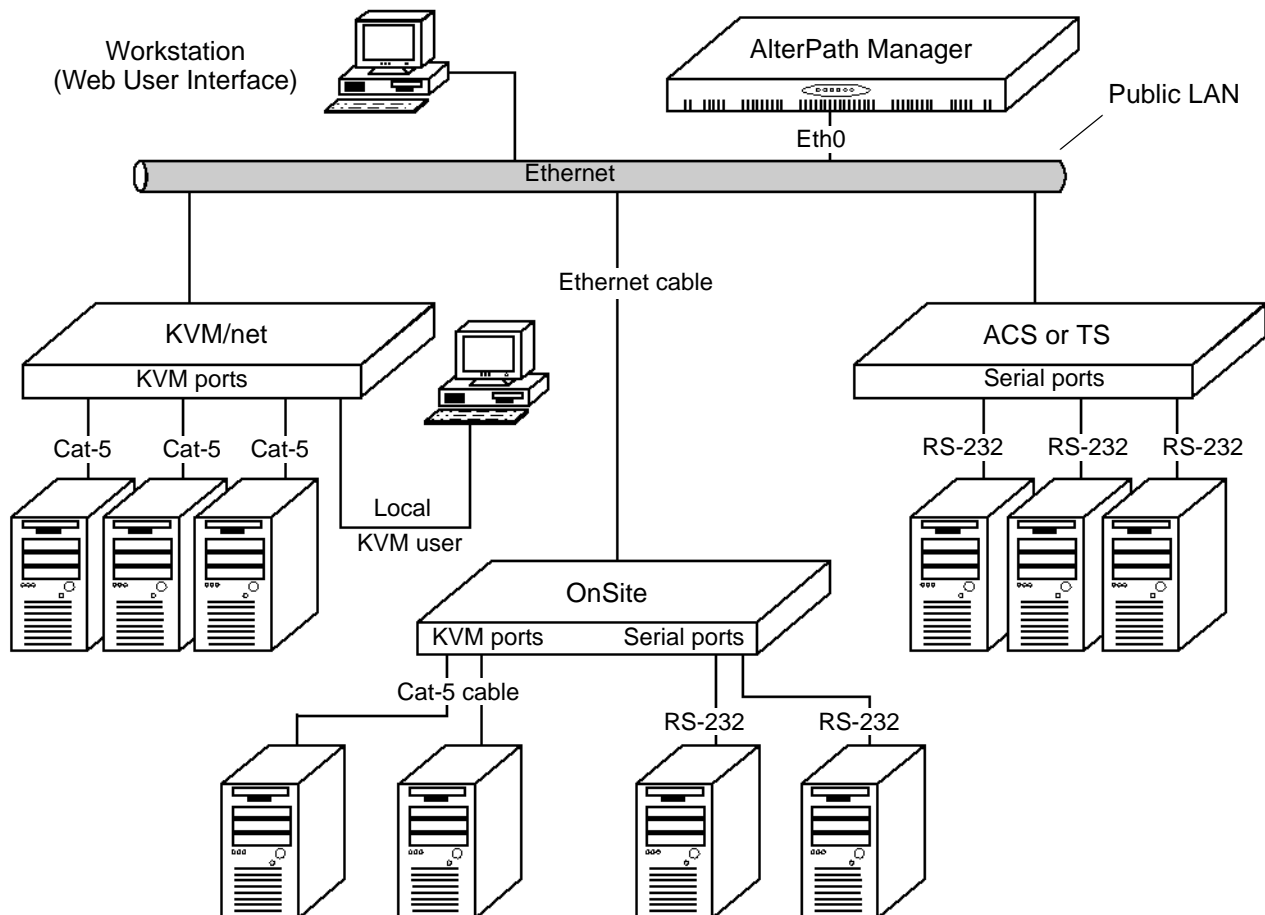 Workstation
(Web User Interface)
AlterPath Manager
Public LAN
Eth0
Ethernet
Ethernet cable
KVM/net
KVM ports
ACS or TS
Serial ports
Cat-5
Cat-5
Cat-5
RS-232
RS-232
RS-232
Local
KVM user
OnSite
KVM ports
Serial ports
Cat-5 cable
RS-232
RS-232